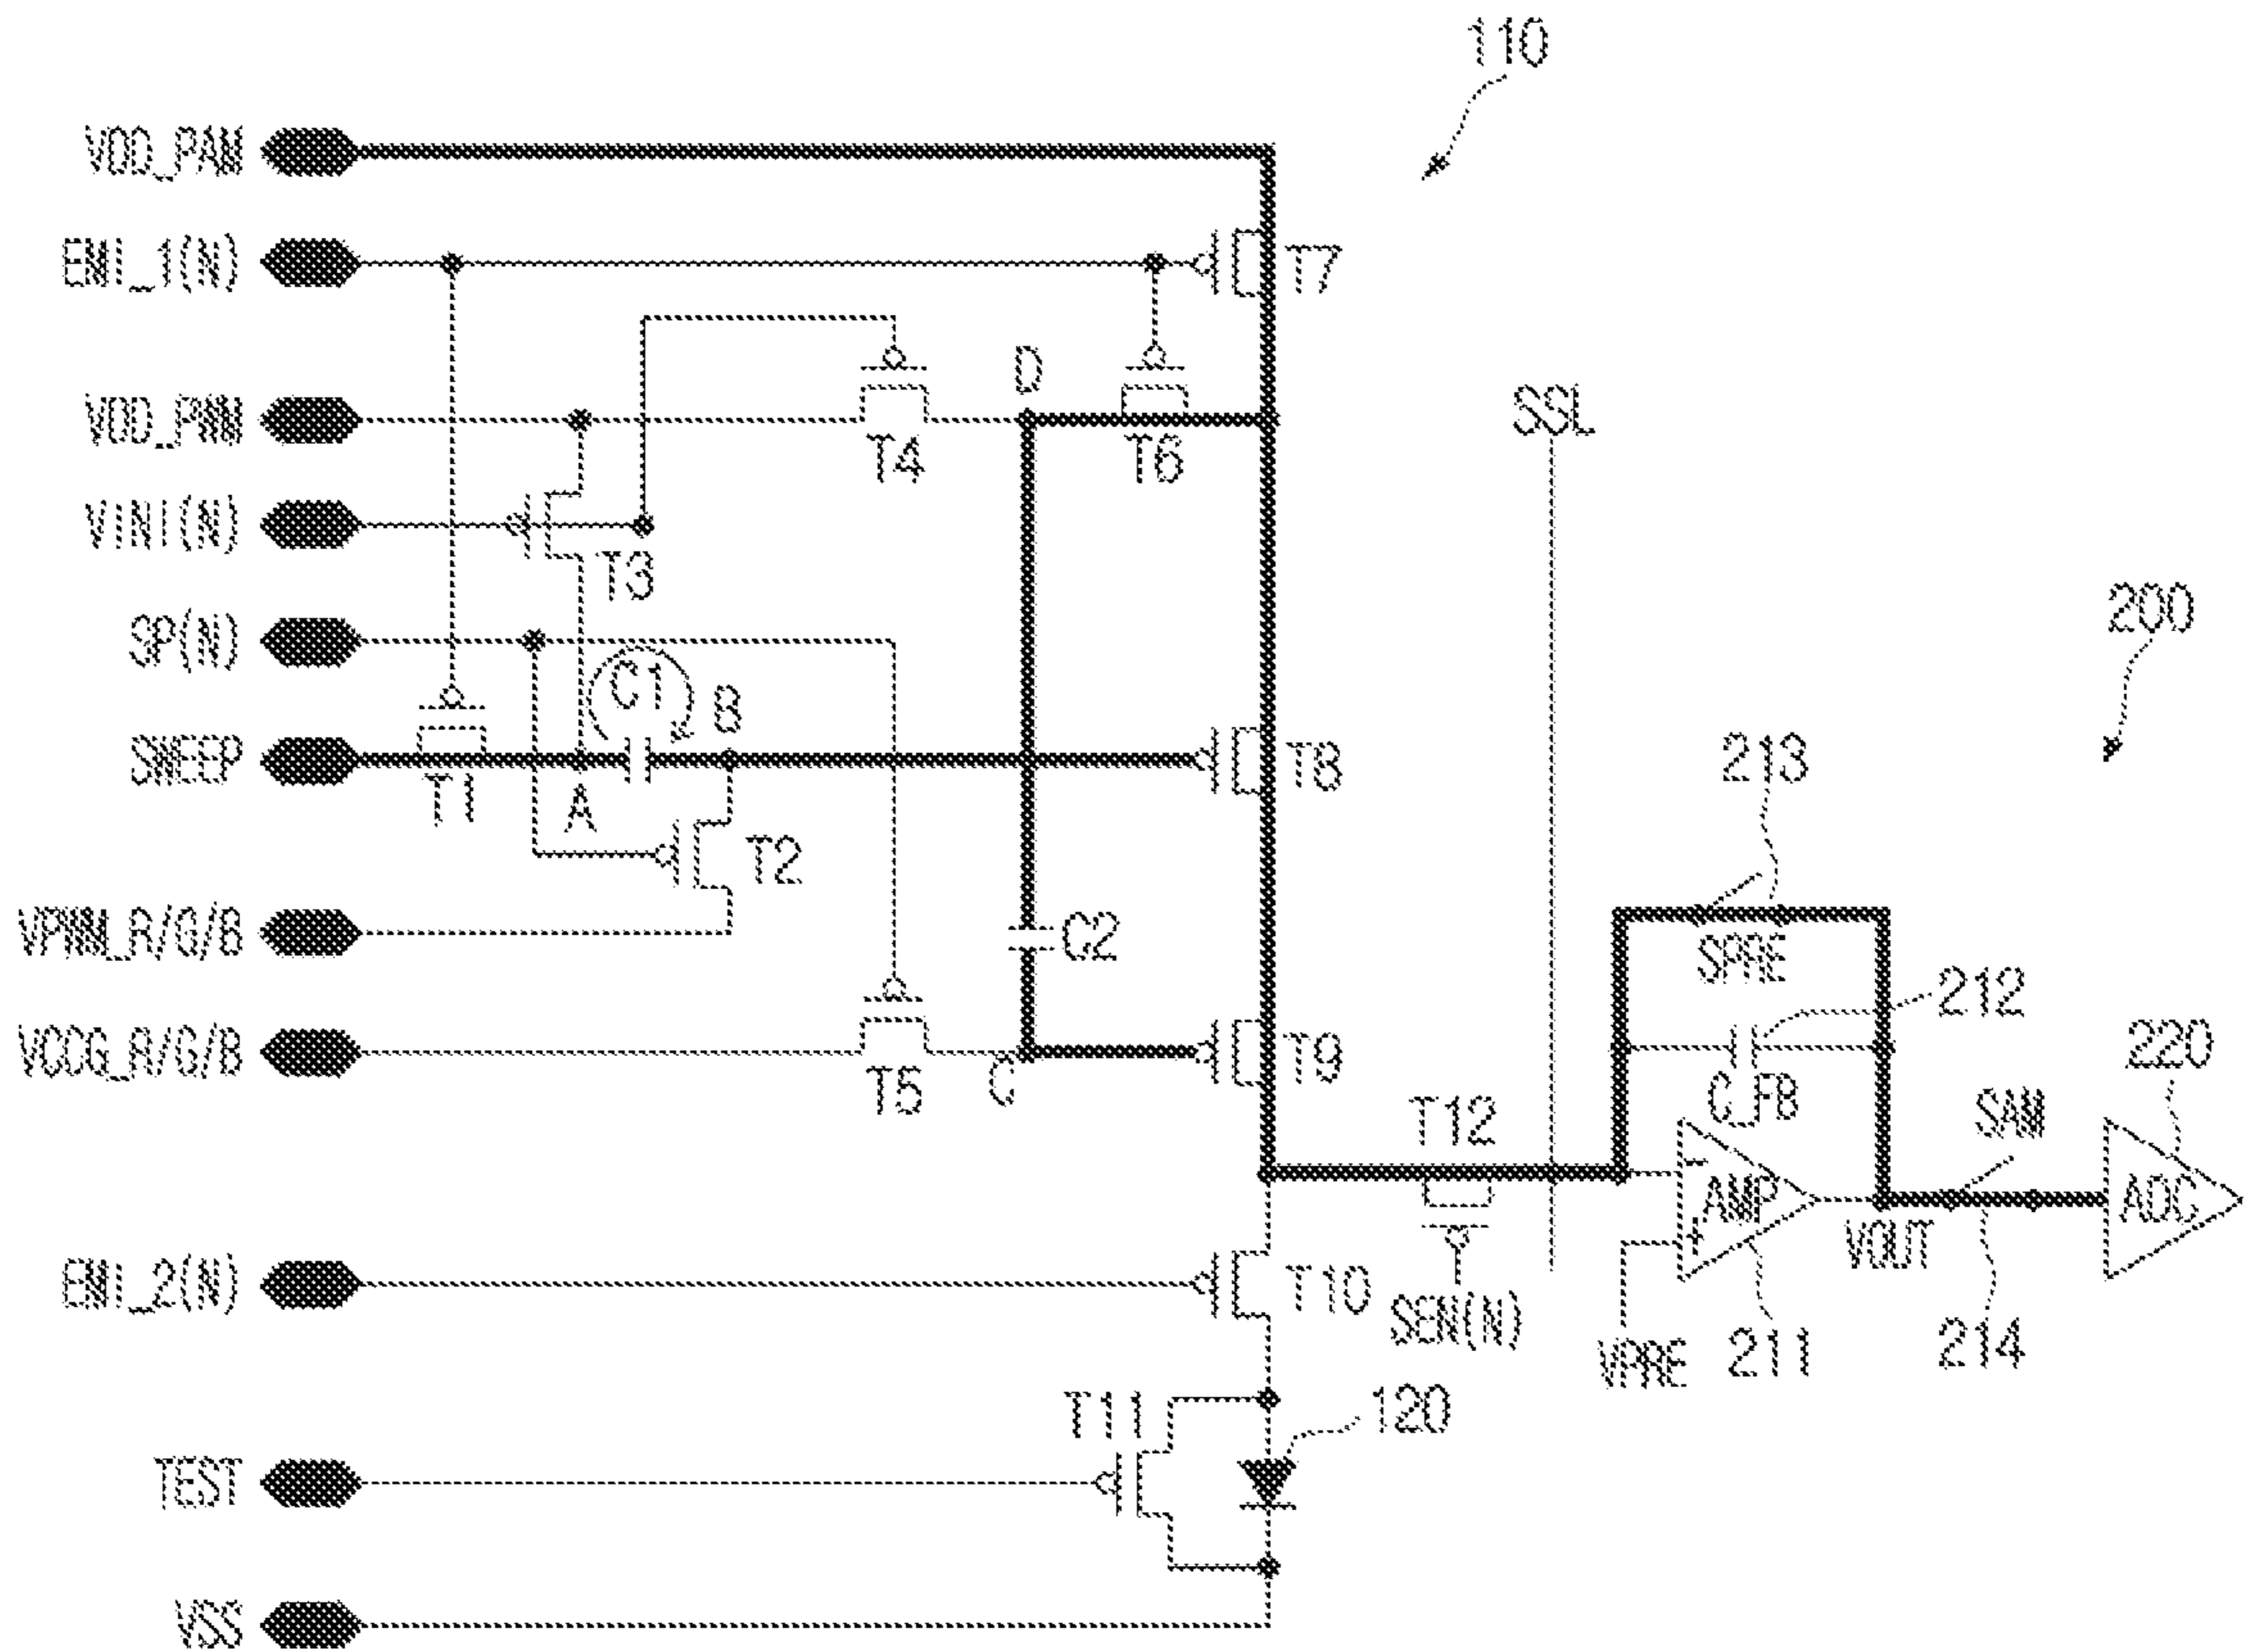 110
VDD_PAM
EMI_1(N)
T7
D
VDD_PWM
T4
T6
SSL
VINI(N)
T3
200
SP(N)
C1
B
SWEEP
T1
A
T8
213
T2
VPWM_R/G/B
C2
SPRE
212
VCCG_R/G/B
T5
C
T9
T12
C_FB
SAM
220
AMP
ADC
VOUT
EMI_2(N)
T10
SEN(N)
VPRE
211
214
T11
120
TEST
VSS